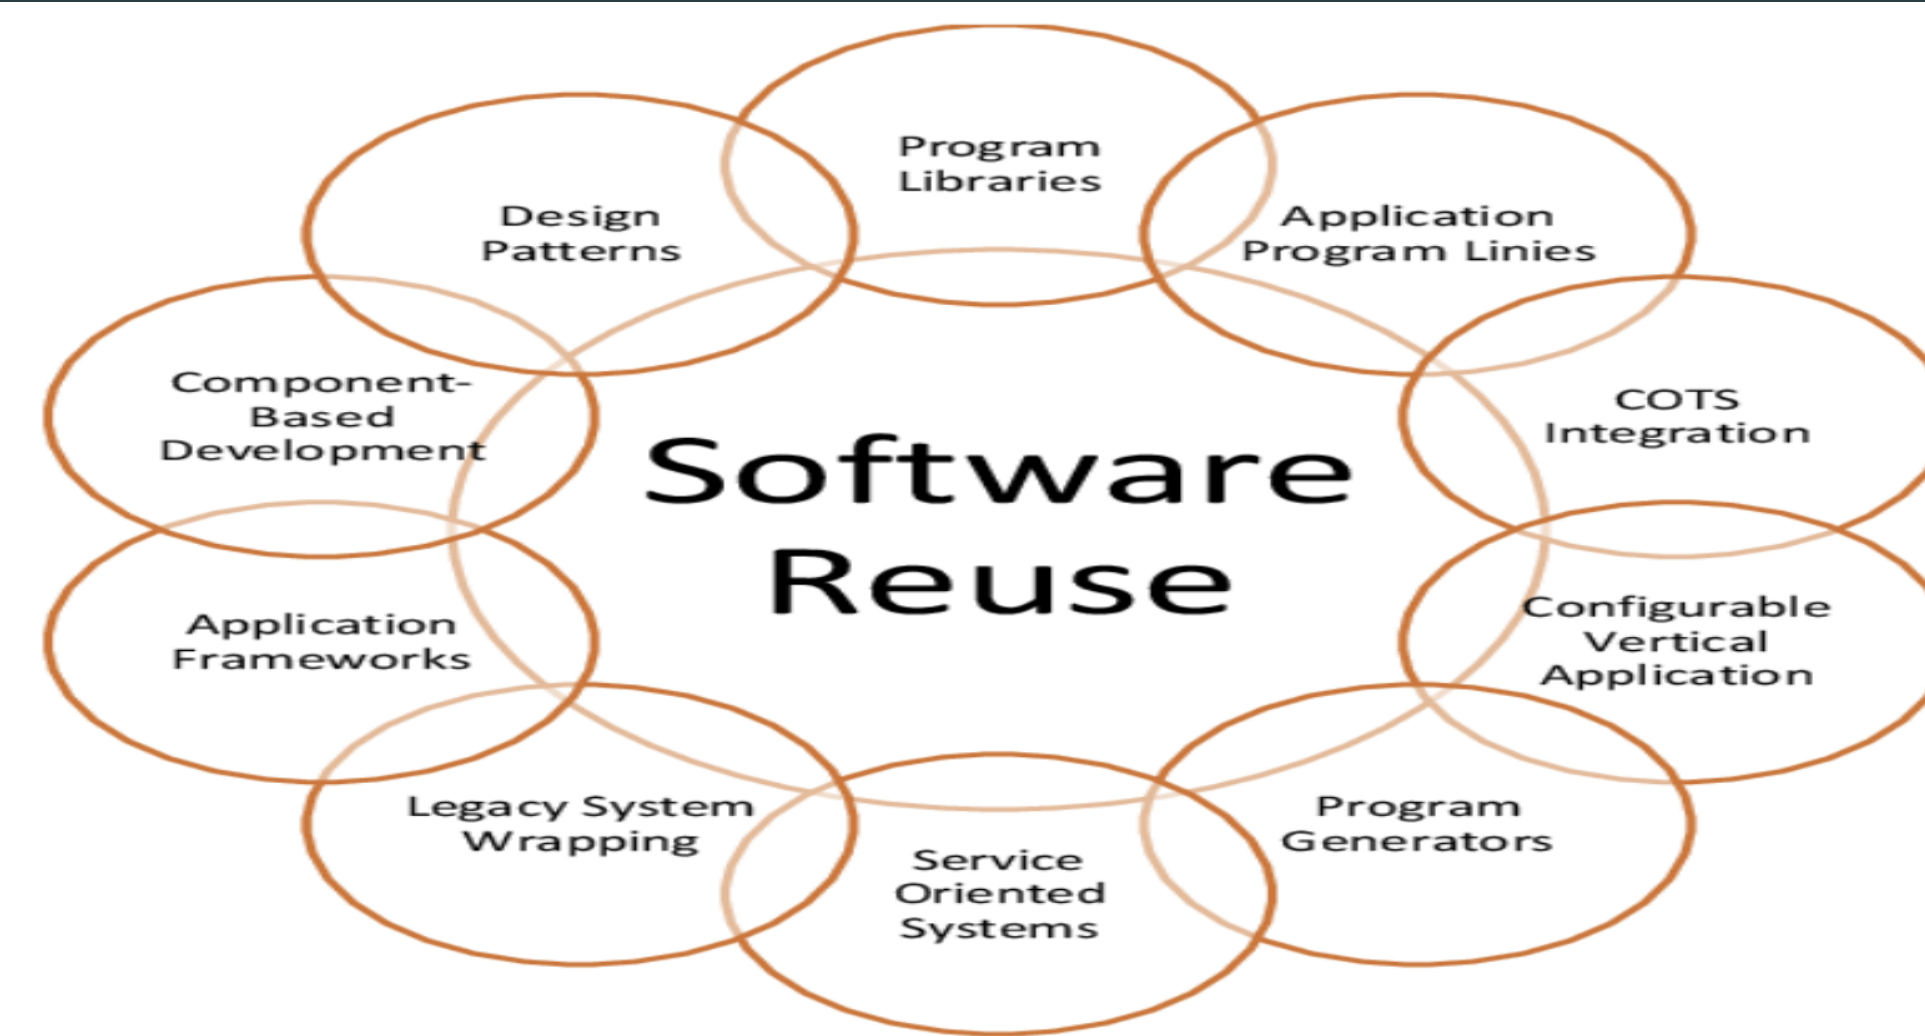 Program
Libraries
Application
Program Linies
COTS
Integration
Configurable
Vertical
Application
Program
Generators
Service
Oriented
Systems
Legacy System
Wrapping
Application
Frameworks
Component-
Based
Development
Design
Patterns
Software
Reuse